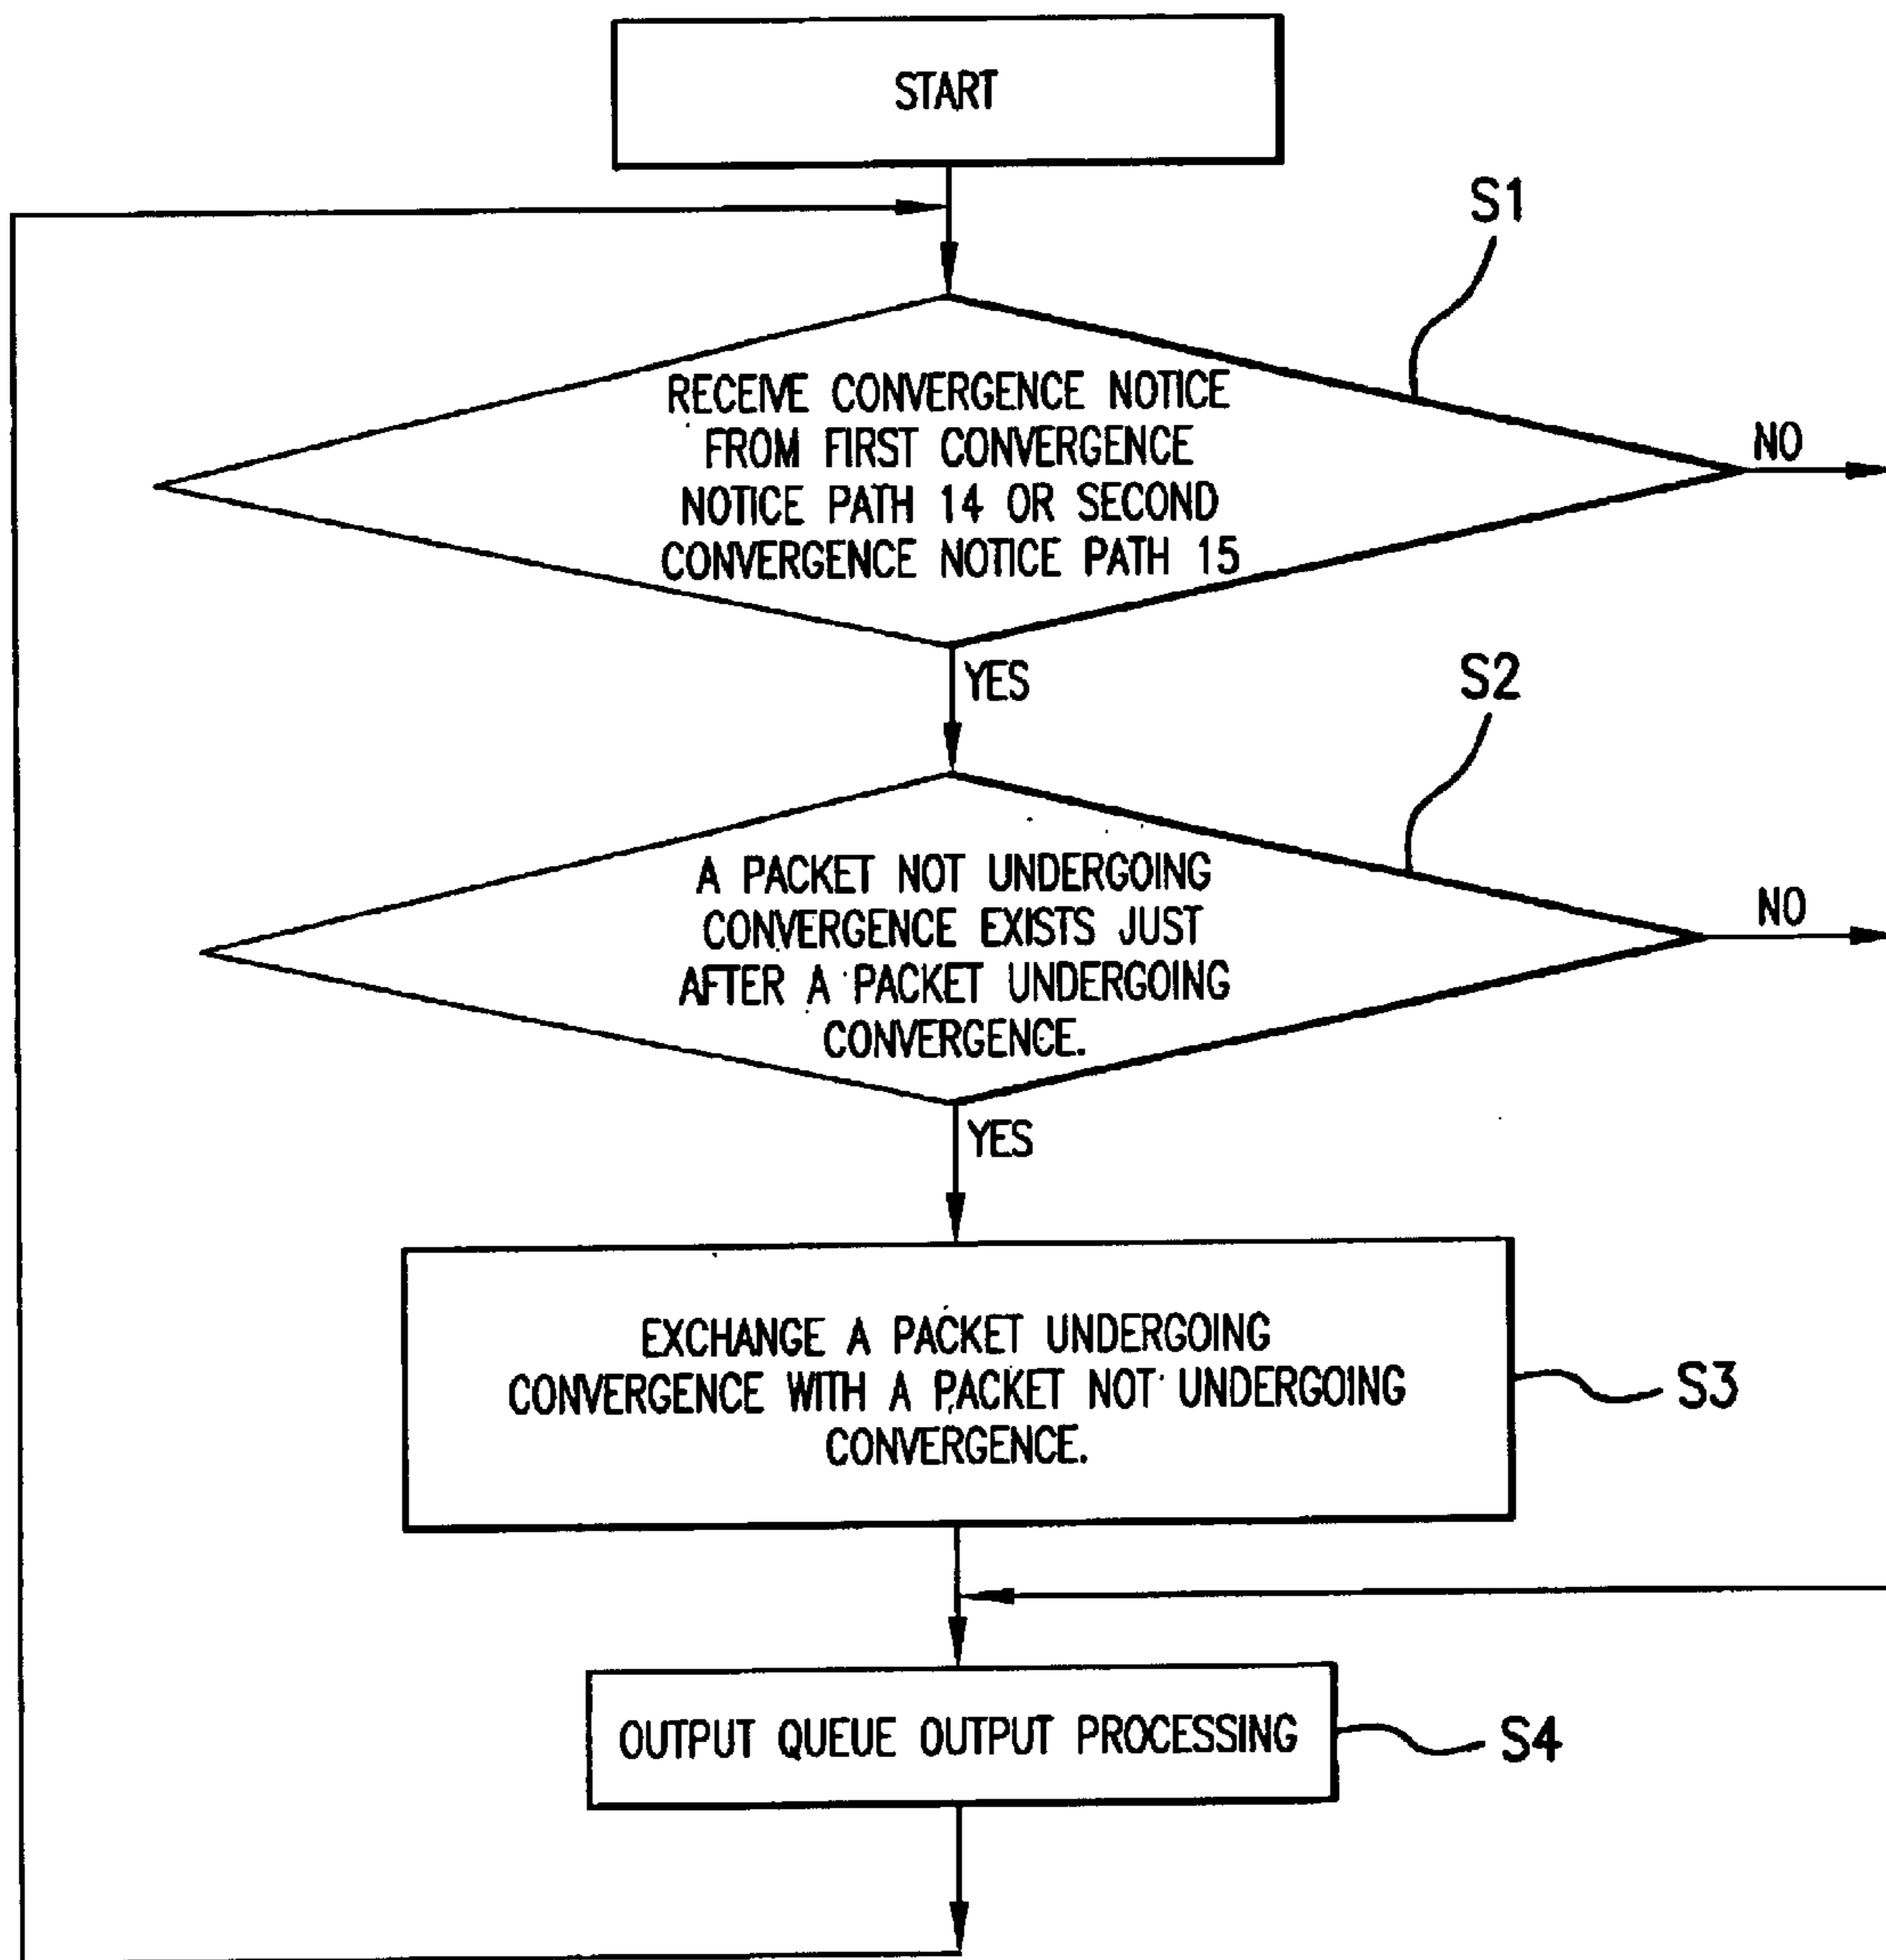 START
S1
RECEIVE CONVERGENCE NOTICE
FROM FIRST CONVERGENCE
NOTICE PATH 14 OR SECOND
CONVERGENCE NOTICE PATH 15
NO
YES
S2
A PACKET NOT UNDERGOING
CONVERGENCE EXISTS JUST
AFTER A PACKET UNDERGOING
CONVERGENCE.
NO
YES
EXCHANGE A PACKET UNDERGOING
CONVERGENCE WITH A PACKET NOT UNDERGOING
CONVERGENCE.
S3
OUTPUT QUEUE OUTPUT PROCESSING
S4